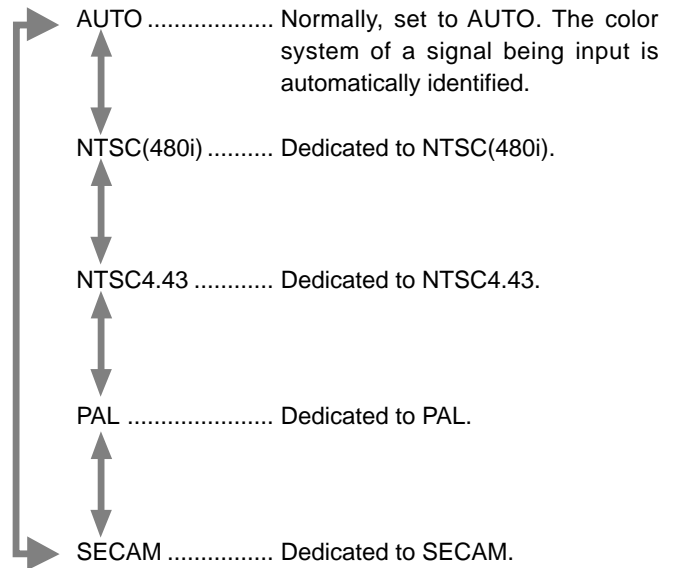 AUTO ................... Normally, set to AUTO. The color
system of a signal being input is
automatically identified.
NTSC(480i) .......... Dedicated to NTSC(480i).
NTSC4.43 ............ Dedicated to NTSC4.43.
PAL ...................... Dedicated to PAL.
SECAM ................ Dedicated to SECAM.